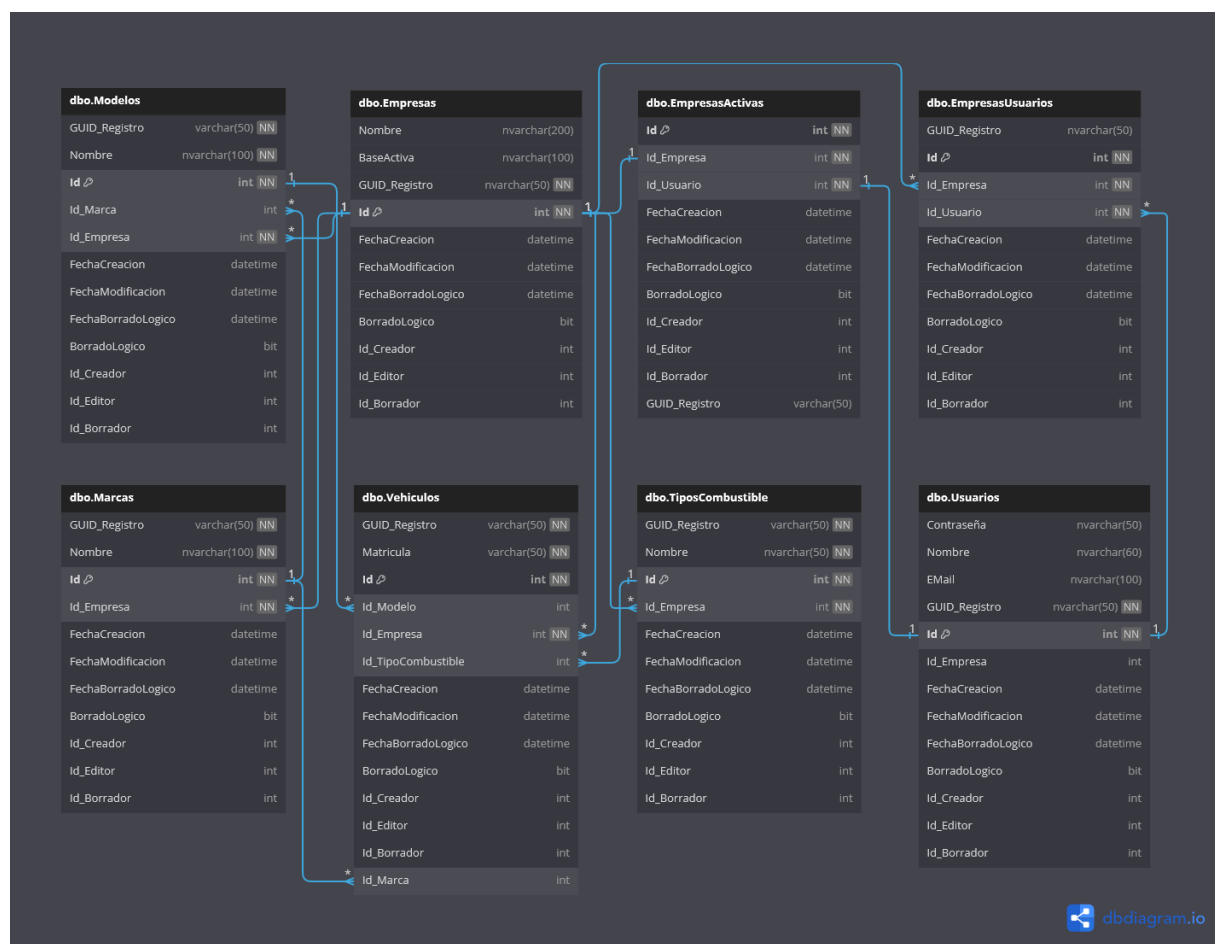 dbo.Modelos
GUID_Registro varchar(50) NN
Nombre nvarchar(100) NN
Id int NN
Id_Marca int
Id_Empresa int NN
FechaCreacion datetime
FechaModificacion datetime
FechaBorradoLogico datetime
BorradoLogico bit
Id_Creador int
Id_Editor int
Id_Borrador int
dbo.Empresas
Nombre nvarchar(200)
BaseActiva nvarchar(100)
GUID_Registro nvarchar(50) NN
Id int NN
FechaCreacion datetime
FechaModificacion datetime
FechaBorradoLogico datetime
BorradoLogico bit
Id_Creador int
Id_Editor int
Id_Borrador int
dbo.EmpresasActivas
Id int NN
Id_Empresa int NN
Id_Usuario int NN
FechaCreacion datetime
FechaModificacion datetime
FechaBorradoLogico datetime
BorradoLogico bit
Id_Creador int
Id_Editor int
Id_Borrador int
GUID_Registro varchar(50)
dbo.EmpresasUsuarios
GUID_Registro nvarchar(50)
Id int NN
Id_Empresa int NN
Id_Usuario int NN
FechaCreacion datetime
FechaModificacion datetime
FechaBorradoLogico datetime
BorradoLogico bit
Id_Creador int
Id_Editor int
Id_Borrador int
dbo.Marcas
GUID_Registro varchar(50) NN
Nombre nvarchar(100) NN
Id int NN
Id_Empresa int NN
FechaCreacion datetime
FechaModificacion datetime
FechaBorradoLogico datetime
BorradoLogico bit
Id_Creador int
Id_Editor int
Id_Borrador int
dbo.Vehiculos
GUID_Registro varchar(50) NN
Matricula varchar(50) NN
Id int NN
Id_Modelo int
Id_Empresa int NN
Id_TipoCombustible int
FechaCreacion datetime
FechaModificacion datetime
FechaBorradoLogico datetime
BorradoLogico bit
Id_Creador int
Id_Editor int
Id_Borrador int
Id_Marca int
dbo.TiposCombustible
GUID_Registro varchar(50) NN
Nombre nvarchar(50) NN
Id int NN
Id_Empresa int NN
FechaCreacion datetime
FechaModificacion datetime
FechaBorradoLogico datetime
BorradoLogico bit
Id_Creador int
Id_Editor int
Id_Borrador int
dbo.Usuarios
Contraseña nvarchar(50)
Nombre nvarchar(60)
EMail nvarchar(100)
GUID_Registro nvarchar(50) NN
Id int NN
Id_Empresa int
FechaCreacion datetime
FechaModificacion datetime
FechaBorradoLogico datetime
BorradoLogico bit
Id_Creador int
Id_Editor int
Id_Borrador int
dbdiagram.io